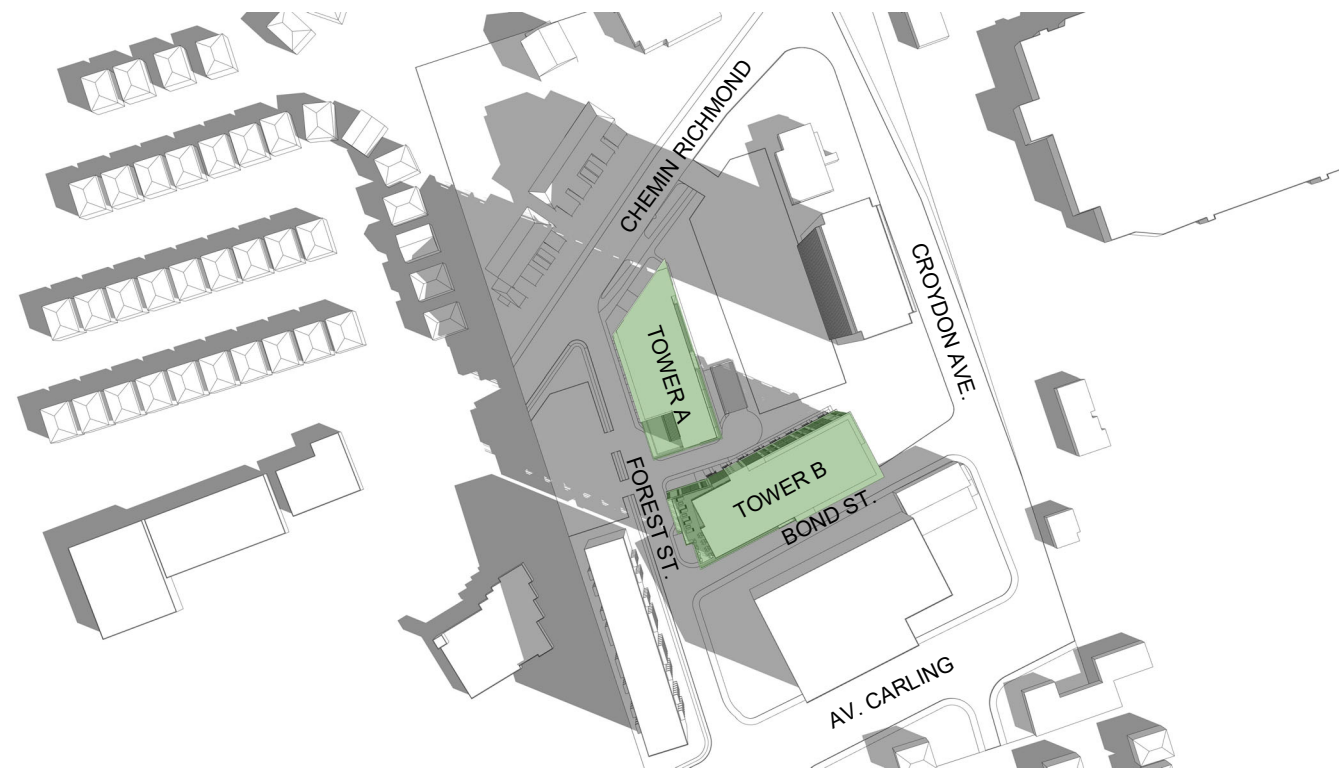 CHEMIN RICHMOND
CROYDON AVE.
TOWER A
TOWER B
FOREST ST.
BOND ST.
AV. CARLING